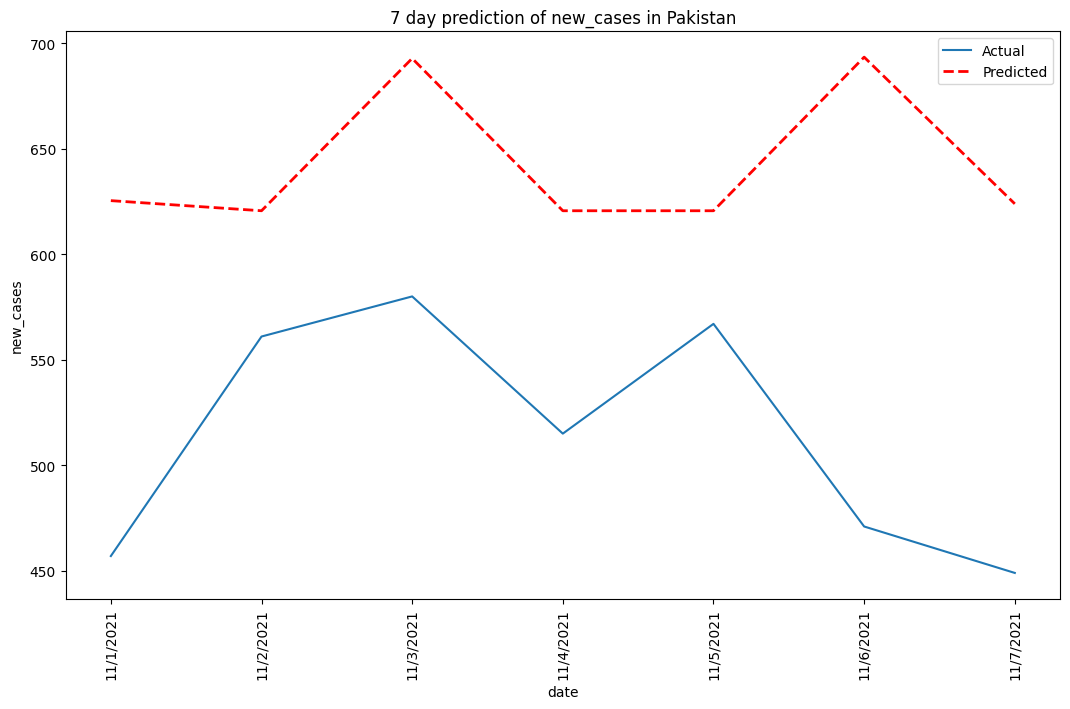 7 day prediction of new_cases in Pakistan
Actual
Predicted
700
650
600
550
500
450
new_cases
11/1/2021
11/2/2021
11/3/2021
11/4/2021
11/5/2021
11/6/2021
11/7/2021
date